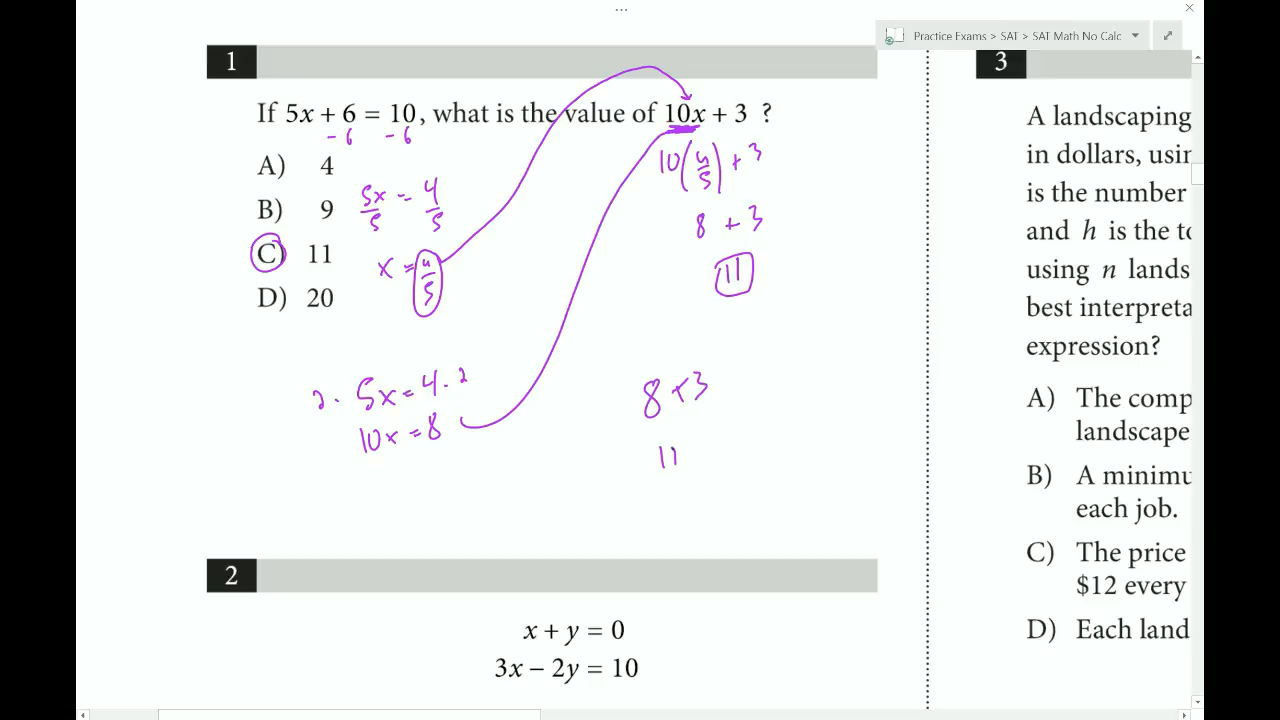 ...
Practice Exams > SAT > SAT Math No Calc
1
If 5x + 6 = 10, what is the value of 10x + 3 ?
- 6 - 6
A) 4
B) 9
C) 11
D) 20
5x/5 = 4/5
x = 4/5
10(4/5) + 3
8 + 3
11
2 · 5x = 4 · 2
10x = 8
8 + 3
11
2
x + y = 0
3x − 2y = 10
3
A landscaping
in dollars, usin
is the number
and h is the to
using n lands
best interpreta
expression?
A) The comp
landscape
B) A minimu
each job.
C) The price
$12 every
D) Each land